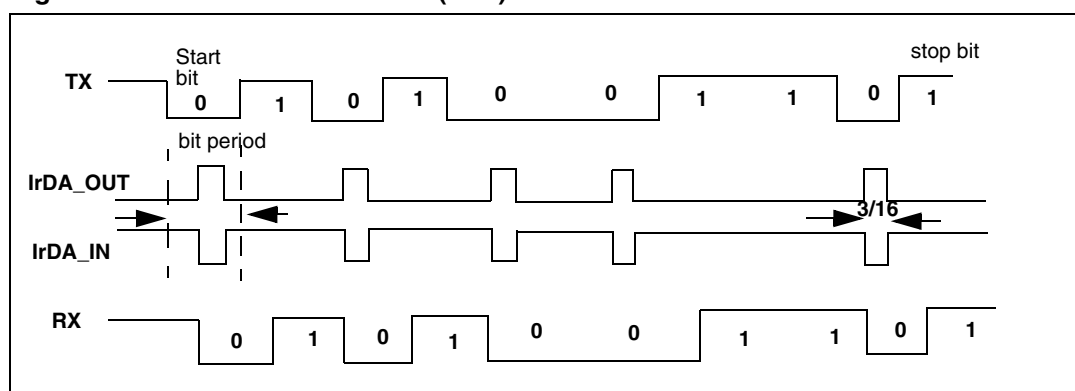 Start
bit
stop bit
TX
0 1 0 1 0 0 1 1 0 1
bit period
IrDA_OUT
3/16
IrDA_IN
RX
0 1 0 1 0 0 1 1 0 1